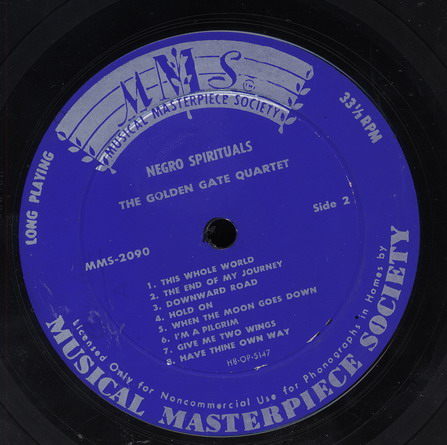 MMS
TM
MUSICAL MASTERPIECE SOCIETY
LONG PLAYING
33⅓ RPM
NEGRO SPIRITUALS
THE GOLDEN GATE QUARTET
Side 2
MMS-2090
1. THIS WHOLE WORLD
2. THE END OF MY JOURNEY
3. DOWNWARD ROAD
4. HOLD ON
5. WHEN THE MOON GOES DOWN
6. I'M A PILGRIM
7. GIVE ME TWO WINGS
8. HAVE THINE OWN WAY
HB-OP-5147
Licensed Only for Noncommercial Use for Phonographs in Homes by
MUSICAL MASTERPIECE SOCIETY